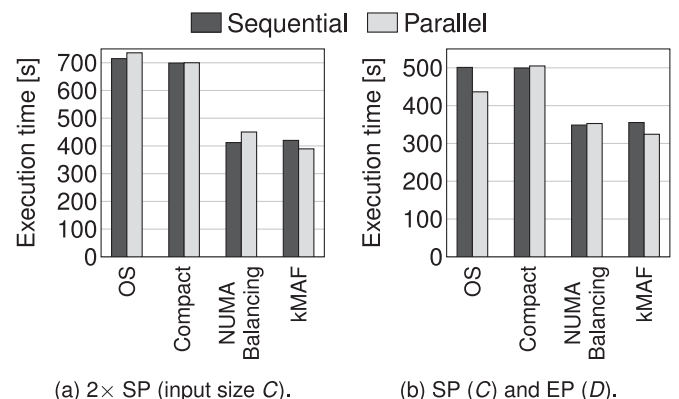 Sequential Parallel
Execution time [s]
700
600
500
400
300
200
100
0
OS
Compact
NUMA
Balancing
kMAF
(a) 2× SP (input size C).
Execution time [s]
500
400
300
200
100
0
OS
Compact
NUMA
Balancing
kMAF
(b) SP (C) and EP (D).